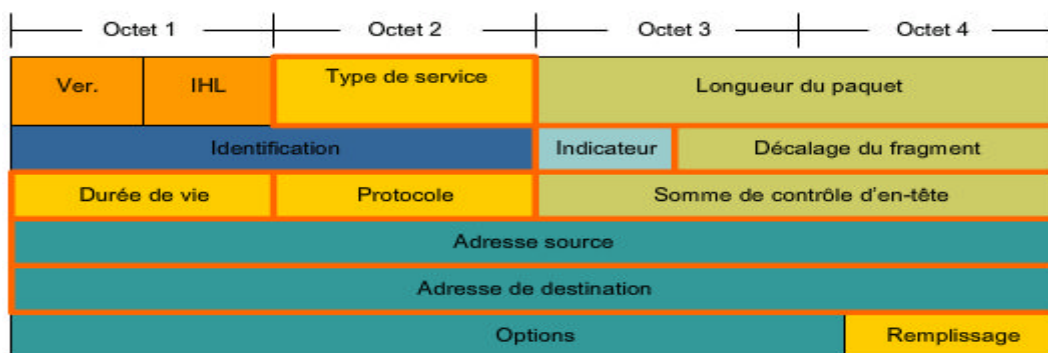 Octet 1 Octet 2 Octet 3 Octet 4
Ver. IHL Type de service Longueur du paquet
Identification Indicateur Décalage du fragment
Durée de vie Protocole Somme de contrôle d'en-tête
Adresse source
Adresse de destination
Options Remplissage